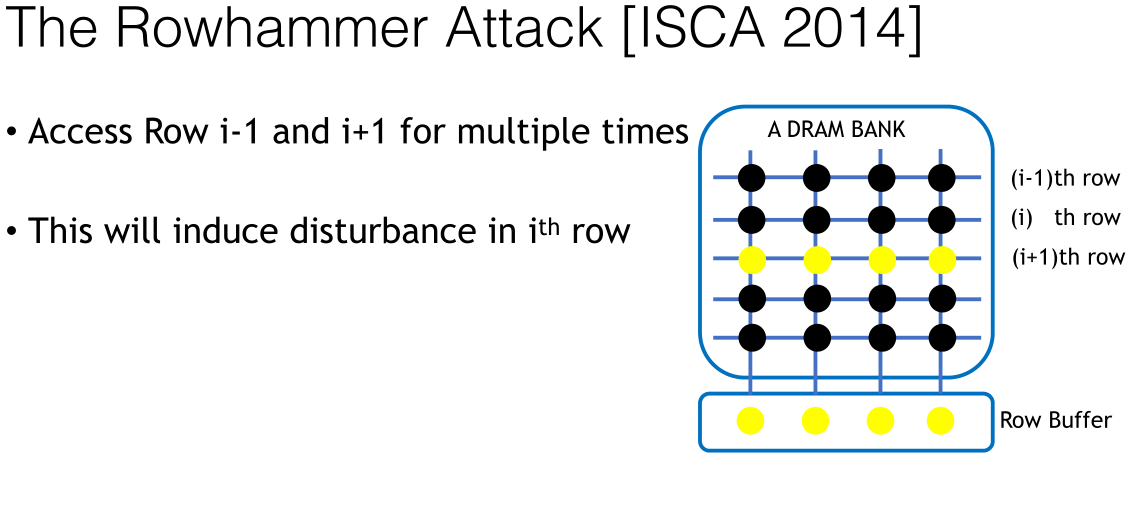 The Rowhammer Attack [ISCA 2014]
• Access Row i-1 and i+1 for multiple times
• This will induce disturbance in ith row
A DRAM BANK
(i-1)th row
(i) th row
(i+1)th row
Row Buffer